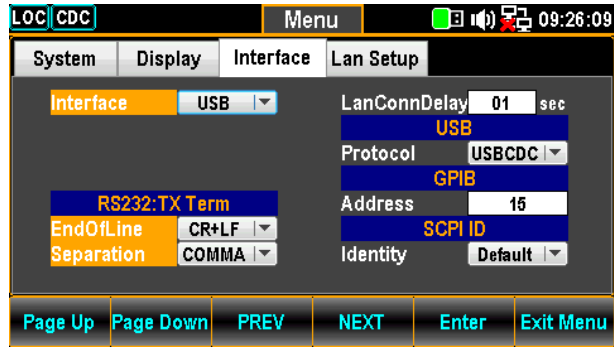 LOC CDC Menu 09:26:09
System Display Interface Lan Setup
Interface USB
LanConnDelay 01 sec
USB
Protocol USBCDC
GPIB
RS232:TX Term
Address 15
EndOfLine CR+LF
SCPI ID
Separation COMMA
Identity Default
Page Up Page Down PREV NEXT Enter Exit Menu